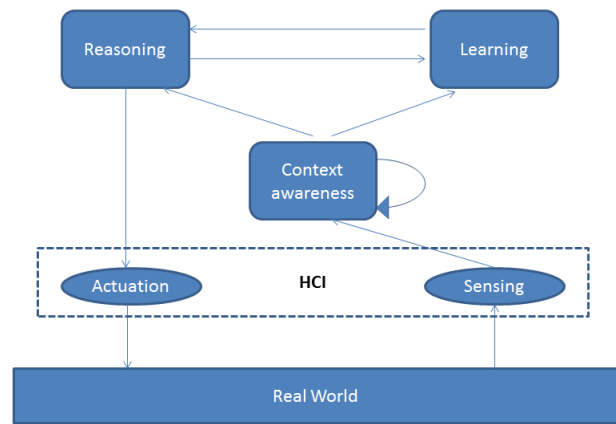 Reasoning
Learning
Context
awareness
Actuation
HCI
Sensing
Real World